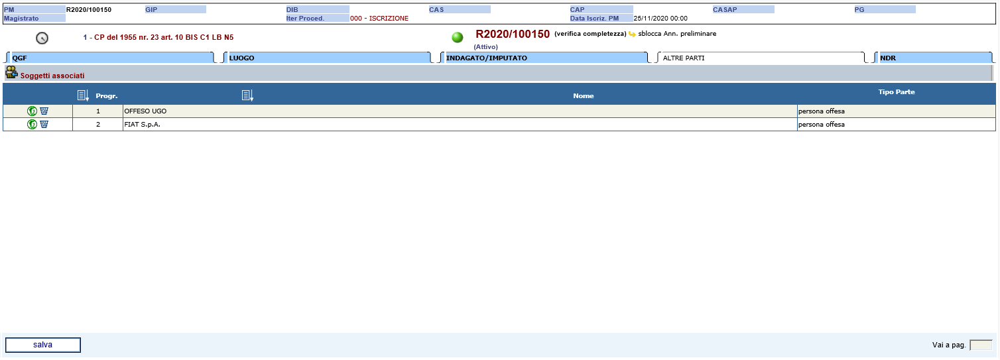 PM R2020/100150 GIP DIB CAS CAP CASAP PG
Magistrato Iter Proced. 000 - ISCRIZIONE Data Iscriz. PM 25/11/2020 00:00
1 - CP del 1955 nr. 23 art. 10 BIS C1 LB N5 R2020/100150 (verifica completezza) sblocca Ann. preliminare
(Attivo)
QGF LUOGO INDAGATO/IMPUTATO ALTRE PARTI NDR
Soggetti associati
Progr. Nome Tipo Parte
1 OFFESO UGO persona offesa
2 FIAT S.p.A. persona offesa
salva Vai a pag.